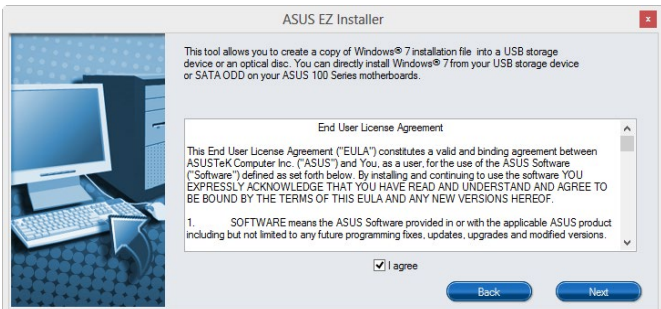 ASUS EZ Installer
x
This tool allows you to create a copy of Windows® 7 installation file into a USB storage
device or an optical disc. You can directly install Windows® 7 from your USB storage device
or SATA ODD on your ASUS 100 Series motherboards.
End User License Agreement
This End User License Agreement ("EULA") constitutes a valid and binding agreement between
ASUSTeK Computer Inc. ("ASUS") and You, as a user, for the use of the ASUS Software
("Software") defined as set forth below. By installing and continuing to use the software YOU
EXPRESSLY ACKNOWLEDGE THAT YOU HAVE READ AND UNDERSTAND AND AGREE TO
BE BOUND BY THE TERMS OF THIS EULA AND ANY NEW VERSIONS HEREOF.
1. SOFTWARE means the ASUS Software provided in or with the applicable ASUS product
including but not limited to any future programming fixes, updates, upgrades and modified versions.
I agree
Back
Next